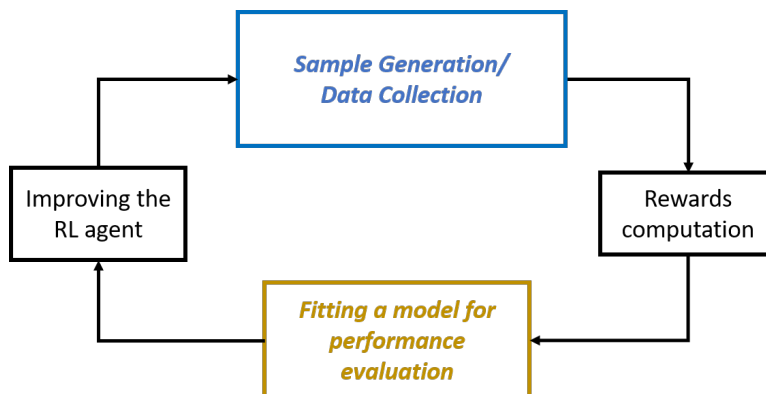 Sample Generation/
Data Collection
Improving the
RL agent
Rewards
computation
Fitting a model for
performance
evaluation